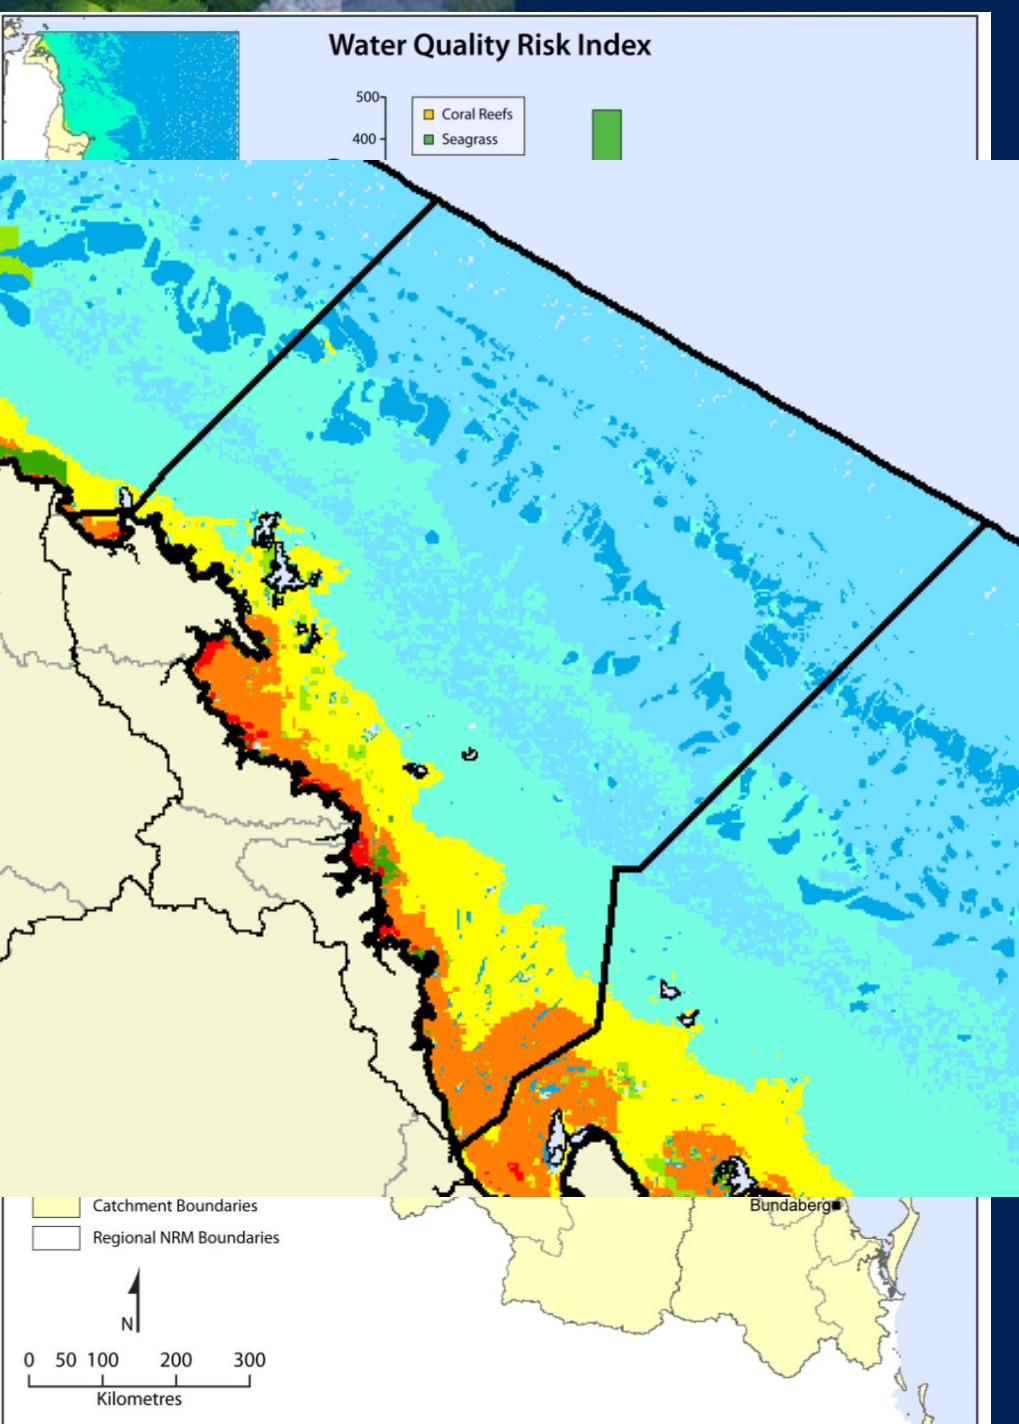 Water Quality Risk Index
500
Coral Reefs
400
Seagrass
Catchment Boundaries
Bundaberg
Regional NRM Boundaries
N
0 50 100 200 300
Kilometres